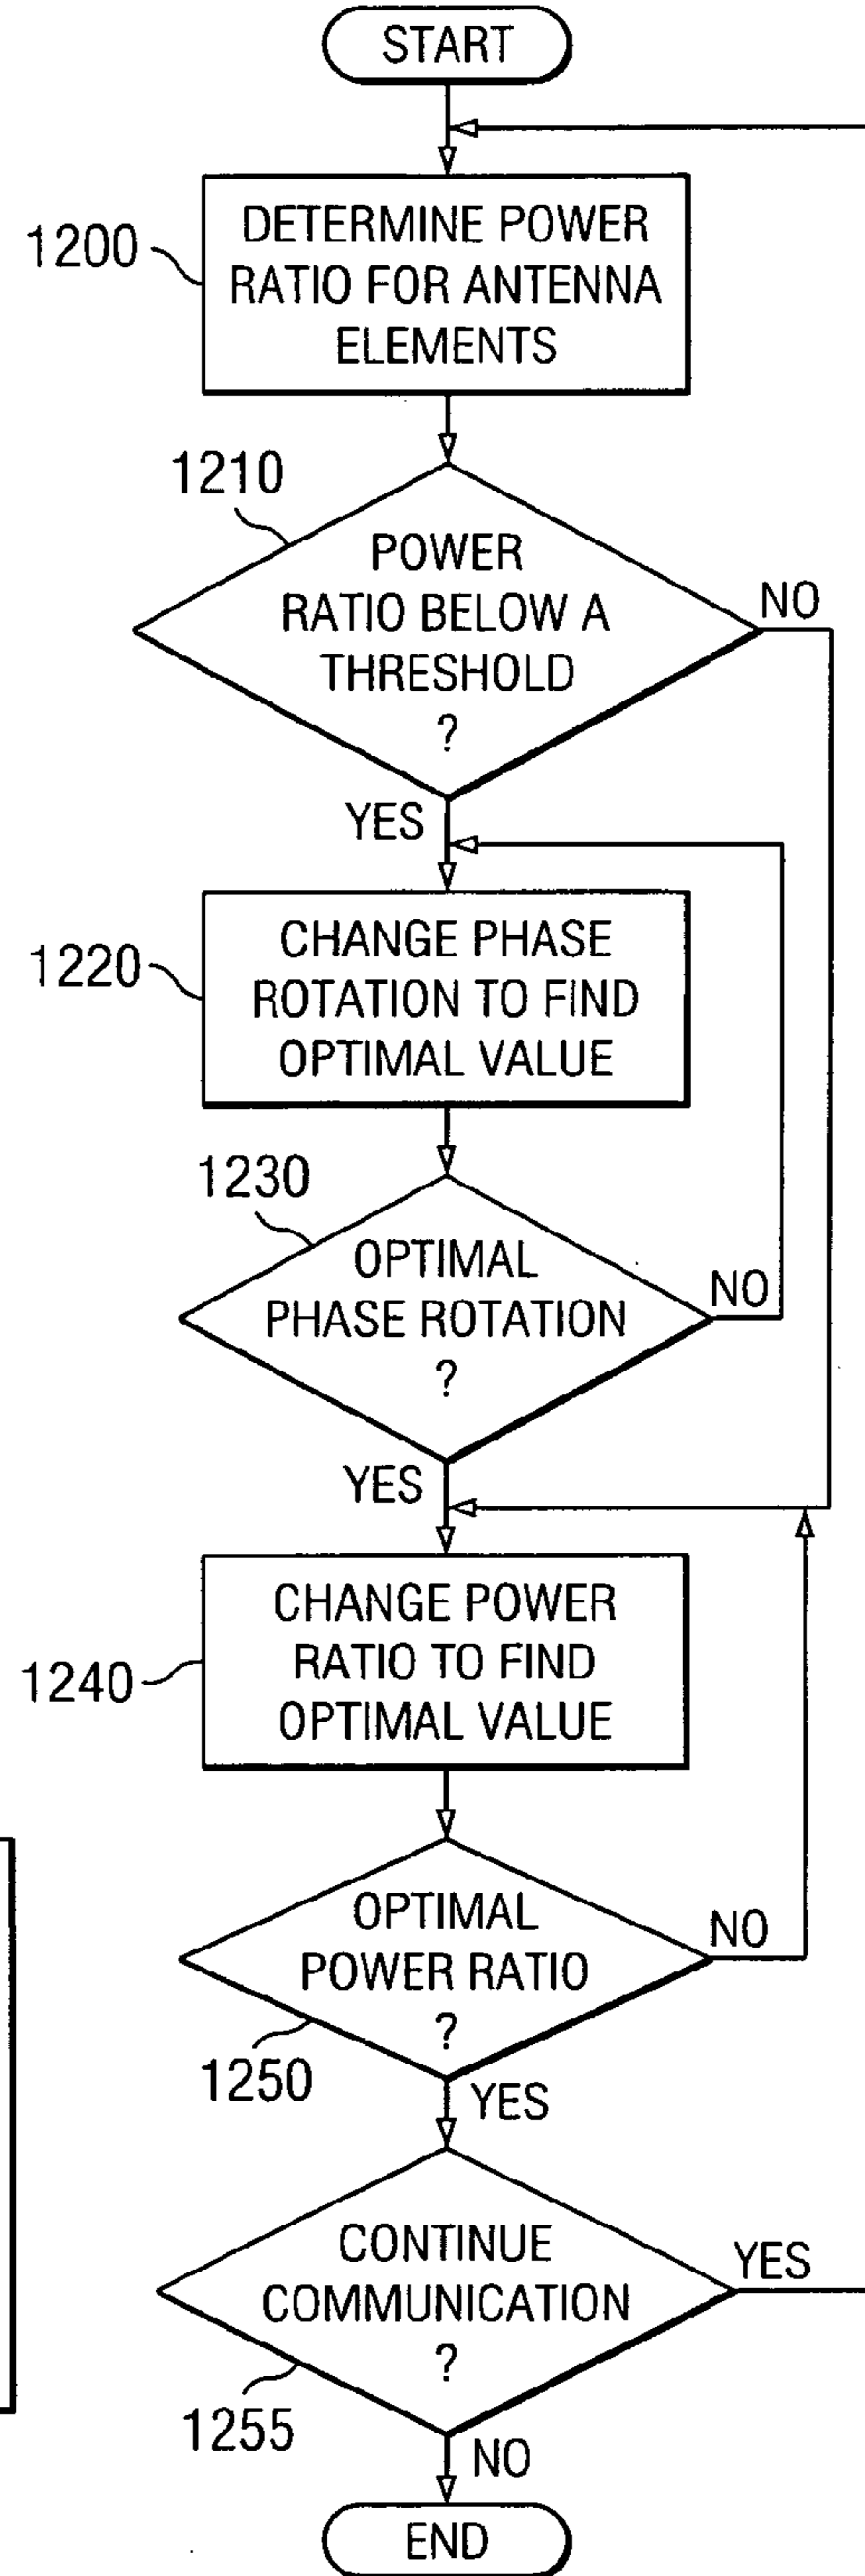 START
1200
DETERMINE POWER
RATIO FOR ANTENNA
ELEMENTS
1210
POWER
RATIO BELOW A
THRESHOLD
?
NO
YES
1220
CHANGE PHASE
ROTATION TO FIND
OPTIMAL VALUE
1230
OPTIMAL
PHASE ROTATION
?
NO
YES
1240
CHANGE POWER
RATIO TO FIND
OPTIMAL VALUE
OPTIMAL
POWER RATIO
?
NO
1250
YES
CONTINUE
COMMUNICATION
?
YES
1255
NO
END